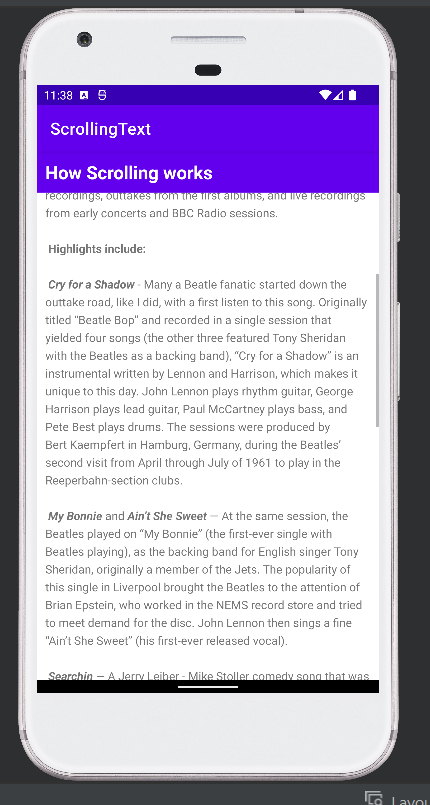 11:38
ScrollingText
How Scrolling works
recordings, outtakes from the first albums, and live recordings
from early concerts and BBC Radio sessions.
Highlights include:
Cry for a Shadow - Many a Beatle fanatic started down the
outtake road, like I did, with a first listen to this song. Originally
titled “Beatle Bop” and recorded in a single session that
yielded four songs (the other three featured Tony Sheridan
with the Beatles as a backing band), “Cry for a Shadow” is an
instrumental written by Lennon and Harrison, which makes it
unique to this day. John Lennon plays rhythm guitar, George
Harrison plays lead guitar, Paul McCartney plays bass, and
Pete Best plays drums. The sessions were produced by
Bert Kaempfert in Hamburg, Germany, during the Beatles’
second visit from April through July of 1961 to play in the
Reeperbahn-section clubs.
My Bonnie and Ain’t She Sweet — At the same session, the
Beatles played on “My Bonnie” (the first-ever single with
Beatles playing), as the backing band for English singer Tony
Sheridan, originally a member of the Jets. The popularity of
this single in Liverpool brought the Beatles to the attention of
Brian Epstein, who worked in the NEMS record store and tried
to meet demand for the disc. John Lennon then sings a fine
“Ain’t She Sweet” (his first-ever released vocal).
Searchin — A Jerry Leiber - Mike Stoller comedy song that was
Layou